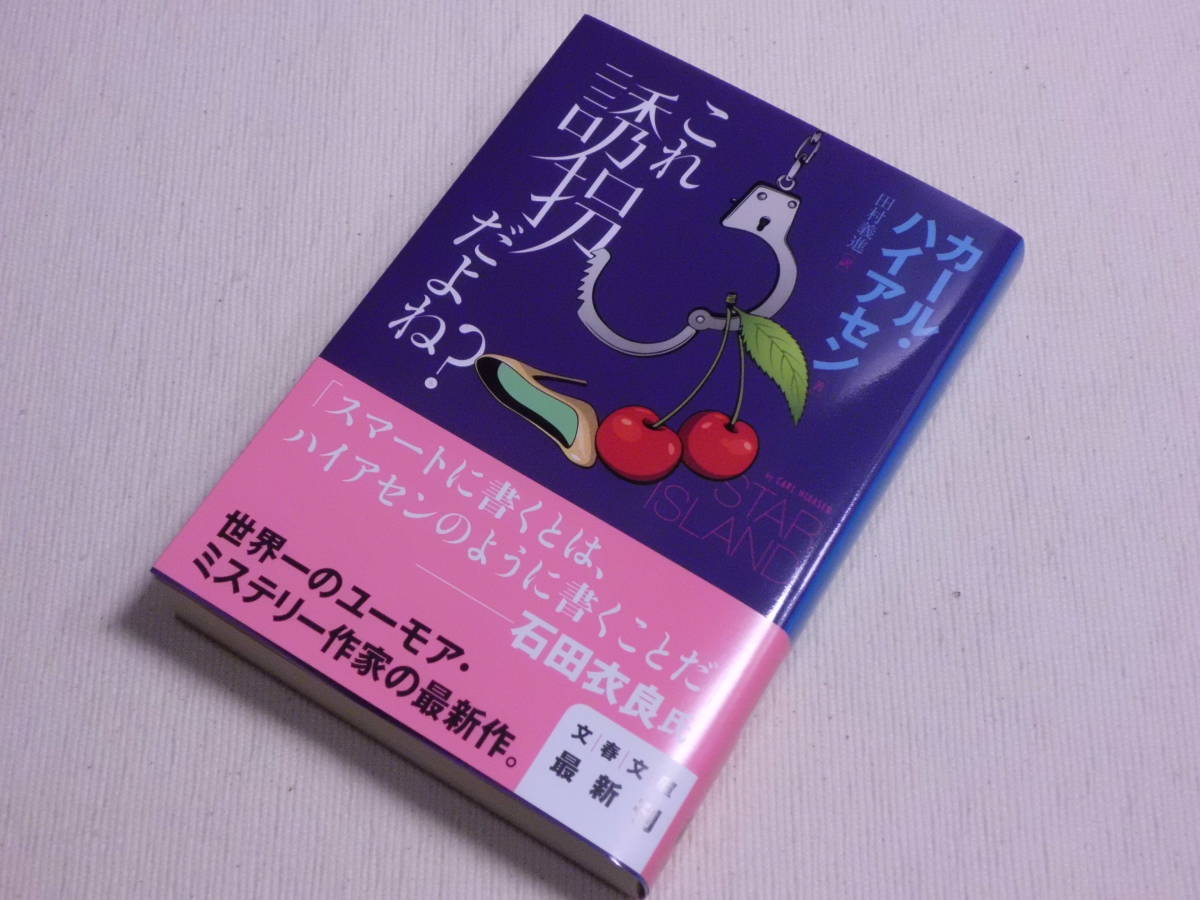 これ
誘拐
だよね?
カール・
ハイアセン
著
田村義進 訳
by CARL HIAASEN
STAR
ISLAND
「スマートに書くとは、
ハイアセンのように書くことだ
——石田衣良氏
世界一のユーモア・
ミステリー作家の最新作。
文春文庫
最新刊